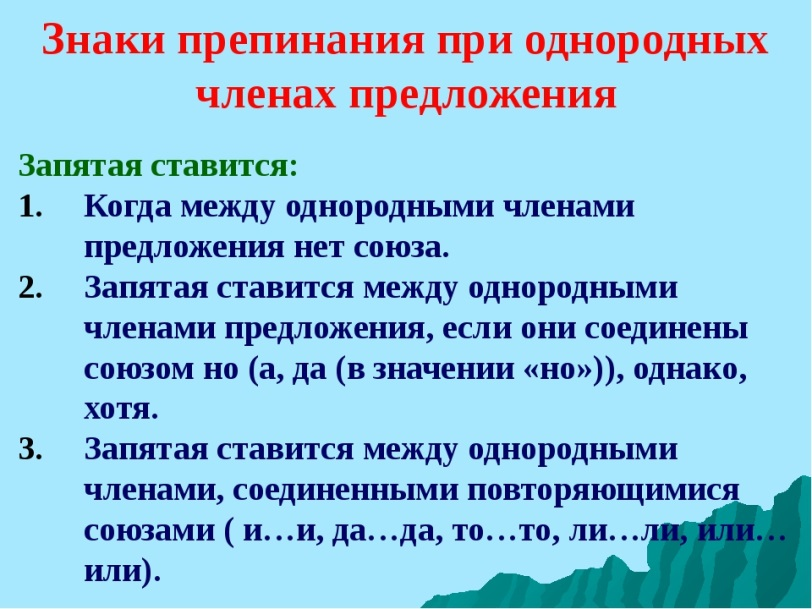 Знаки препинания при однородных
членах предложения
Запятая ставится:
1. Когда между однородными членами
предложения нет союза.
2. Запятая ставится между однородными
членами предложения, если они соединены
союзом но (а, да (в значении «но»)), однако,
хотя.
3. Запятая ставится между однородными
членами, соединенными повторяющимися
союзами ( и…и, да…да, то…то, ли…ли, или…
или).